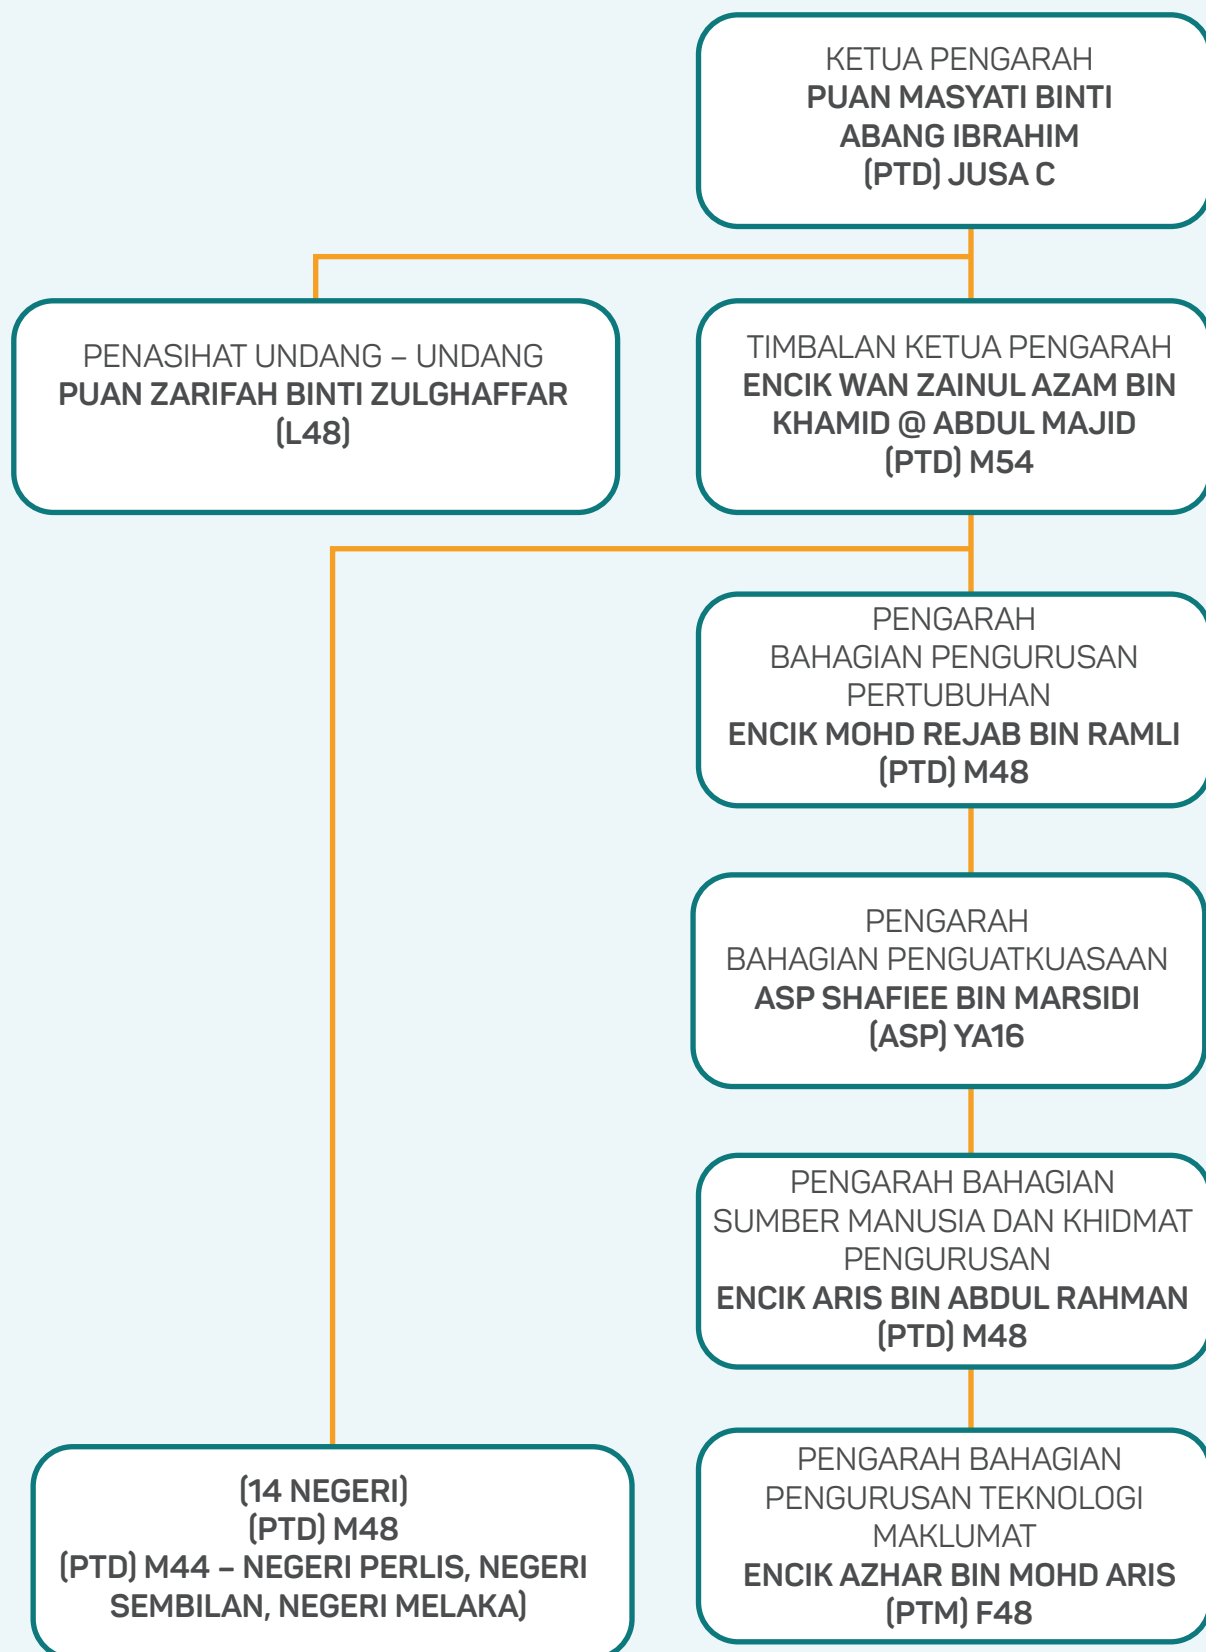 KETUA PENGARAH
PUAN MASYATI BINTI
ABANG IBRAHIM
(PTD) JUSA C
PENASIHAT UNDANG – UNDANG
PUAN ZARIFAH BINTI ZULGHAFFAR
(L48)
TIMBALAN KETUA PENGARAH
ENCIK WAN ZAINUL AZAM BIN
KHAMID @ ABDUL MAJID
(PTD) M54
PENGARAH
BAHAGIAN PENGURUSAN
PERTUBUHAN
ENCIK MOHD REJAB BIN RAMLI
(PTD) M48
PENGARAH
BAHAGIAN PENGUATKUASAAN
ASP SHAFIEE BIN MARSIDI
(ASP) YA16
PENGARAH BAHAGIAN
SUMBER MANUSIA DAN KHIDMAT
PENGURUSAN
ENCIK ARIS BIN ABDUL RAHMAN
(PTD) M48
(14 NEGERI)
(PTD) M48
(PTD) M44 – NEGERI PERLIS, NEGERI
SEMBILAN, NEGERI MELAKA)
PENGARAH BAHAGIAN
PENGURUSAN TEKNOLOGI
MAKLUMAT
ENCIK AZHAR BIN MOHD ARIS
(PTM) F48